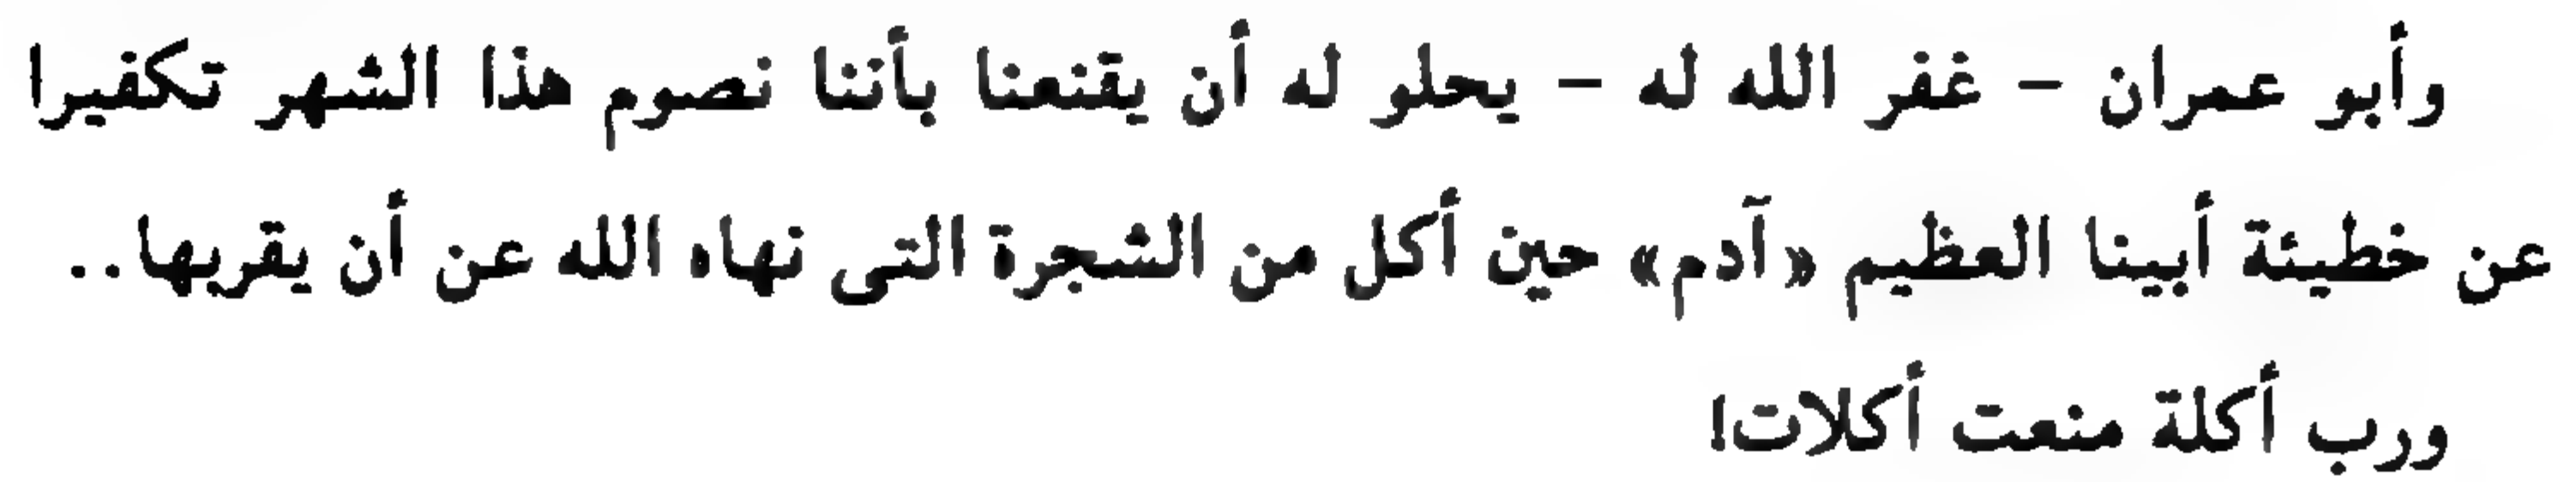 وأبو عمران – غفر الله له – يحلو له أن يقنعنا بأننا نصوم هذا الشهر تكفيرا
عن خطيئة أبينا العظيم «آدم» حين أكل من الشجرة التى نهاه الله عن أن يقربها..
ورب أكلة منعت أكلات!